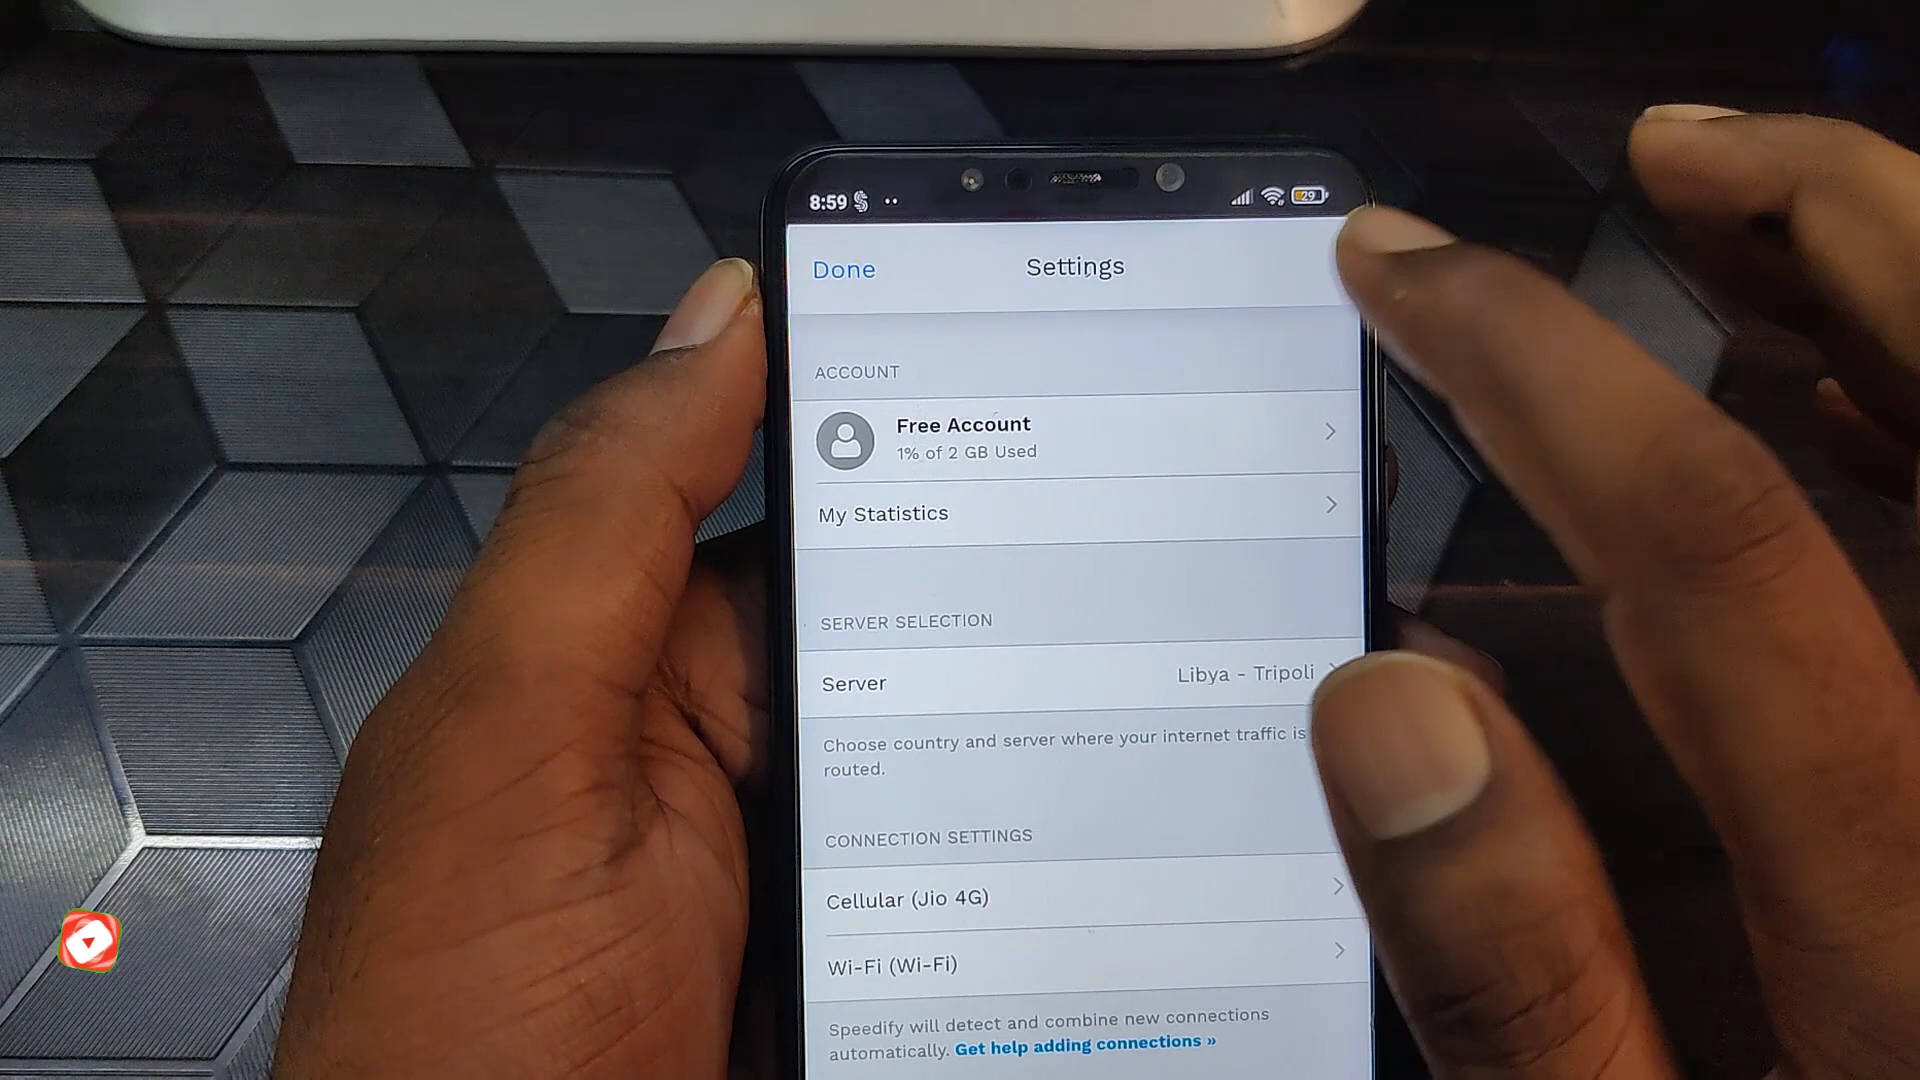 8:59
29
Done
Settings
ACCOUNT
Free Account
1% of 2 GB Used
My Statistics
SERVER SELECTION
Server
Libya - Tripoli
Choose country and server where your internet traffic is
routed.
CONNECTION SETTINGS
Cellular (Jio 4G)
Wi-Fi (Wi-Fi)
Speedify will detect and combine new connections
automatically. Get help adding connections »